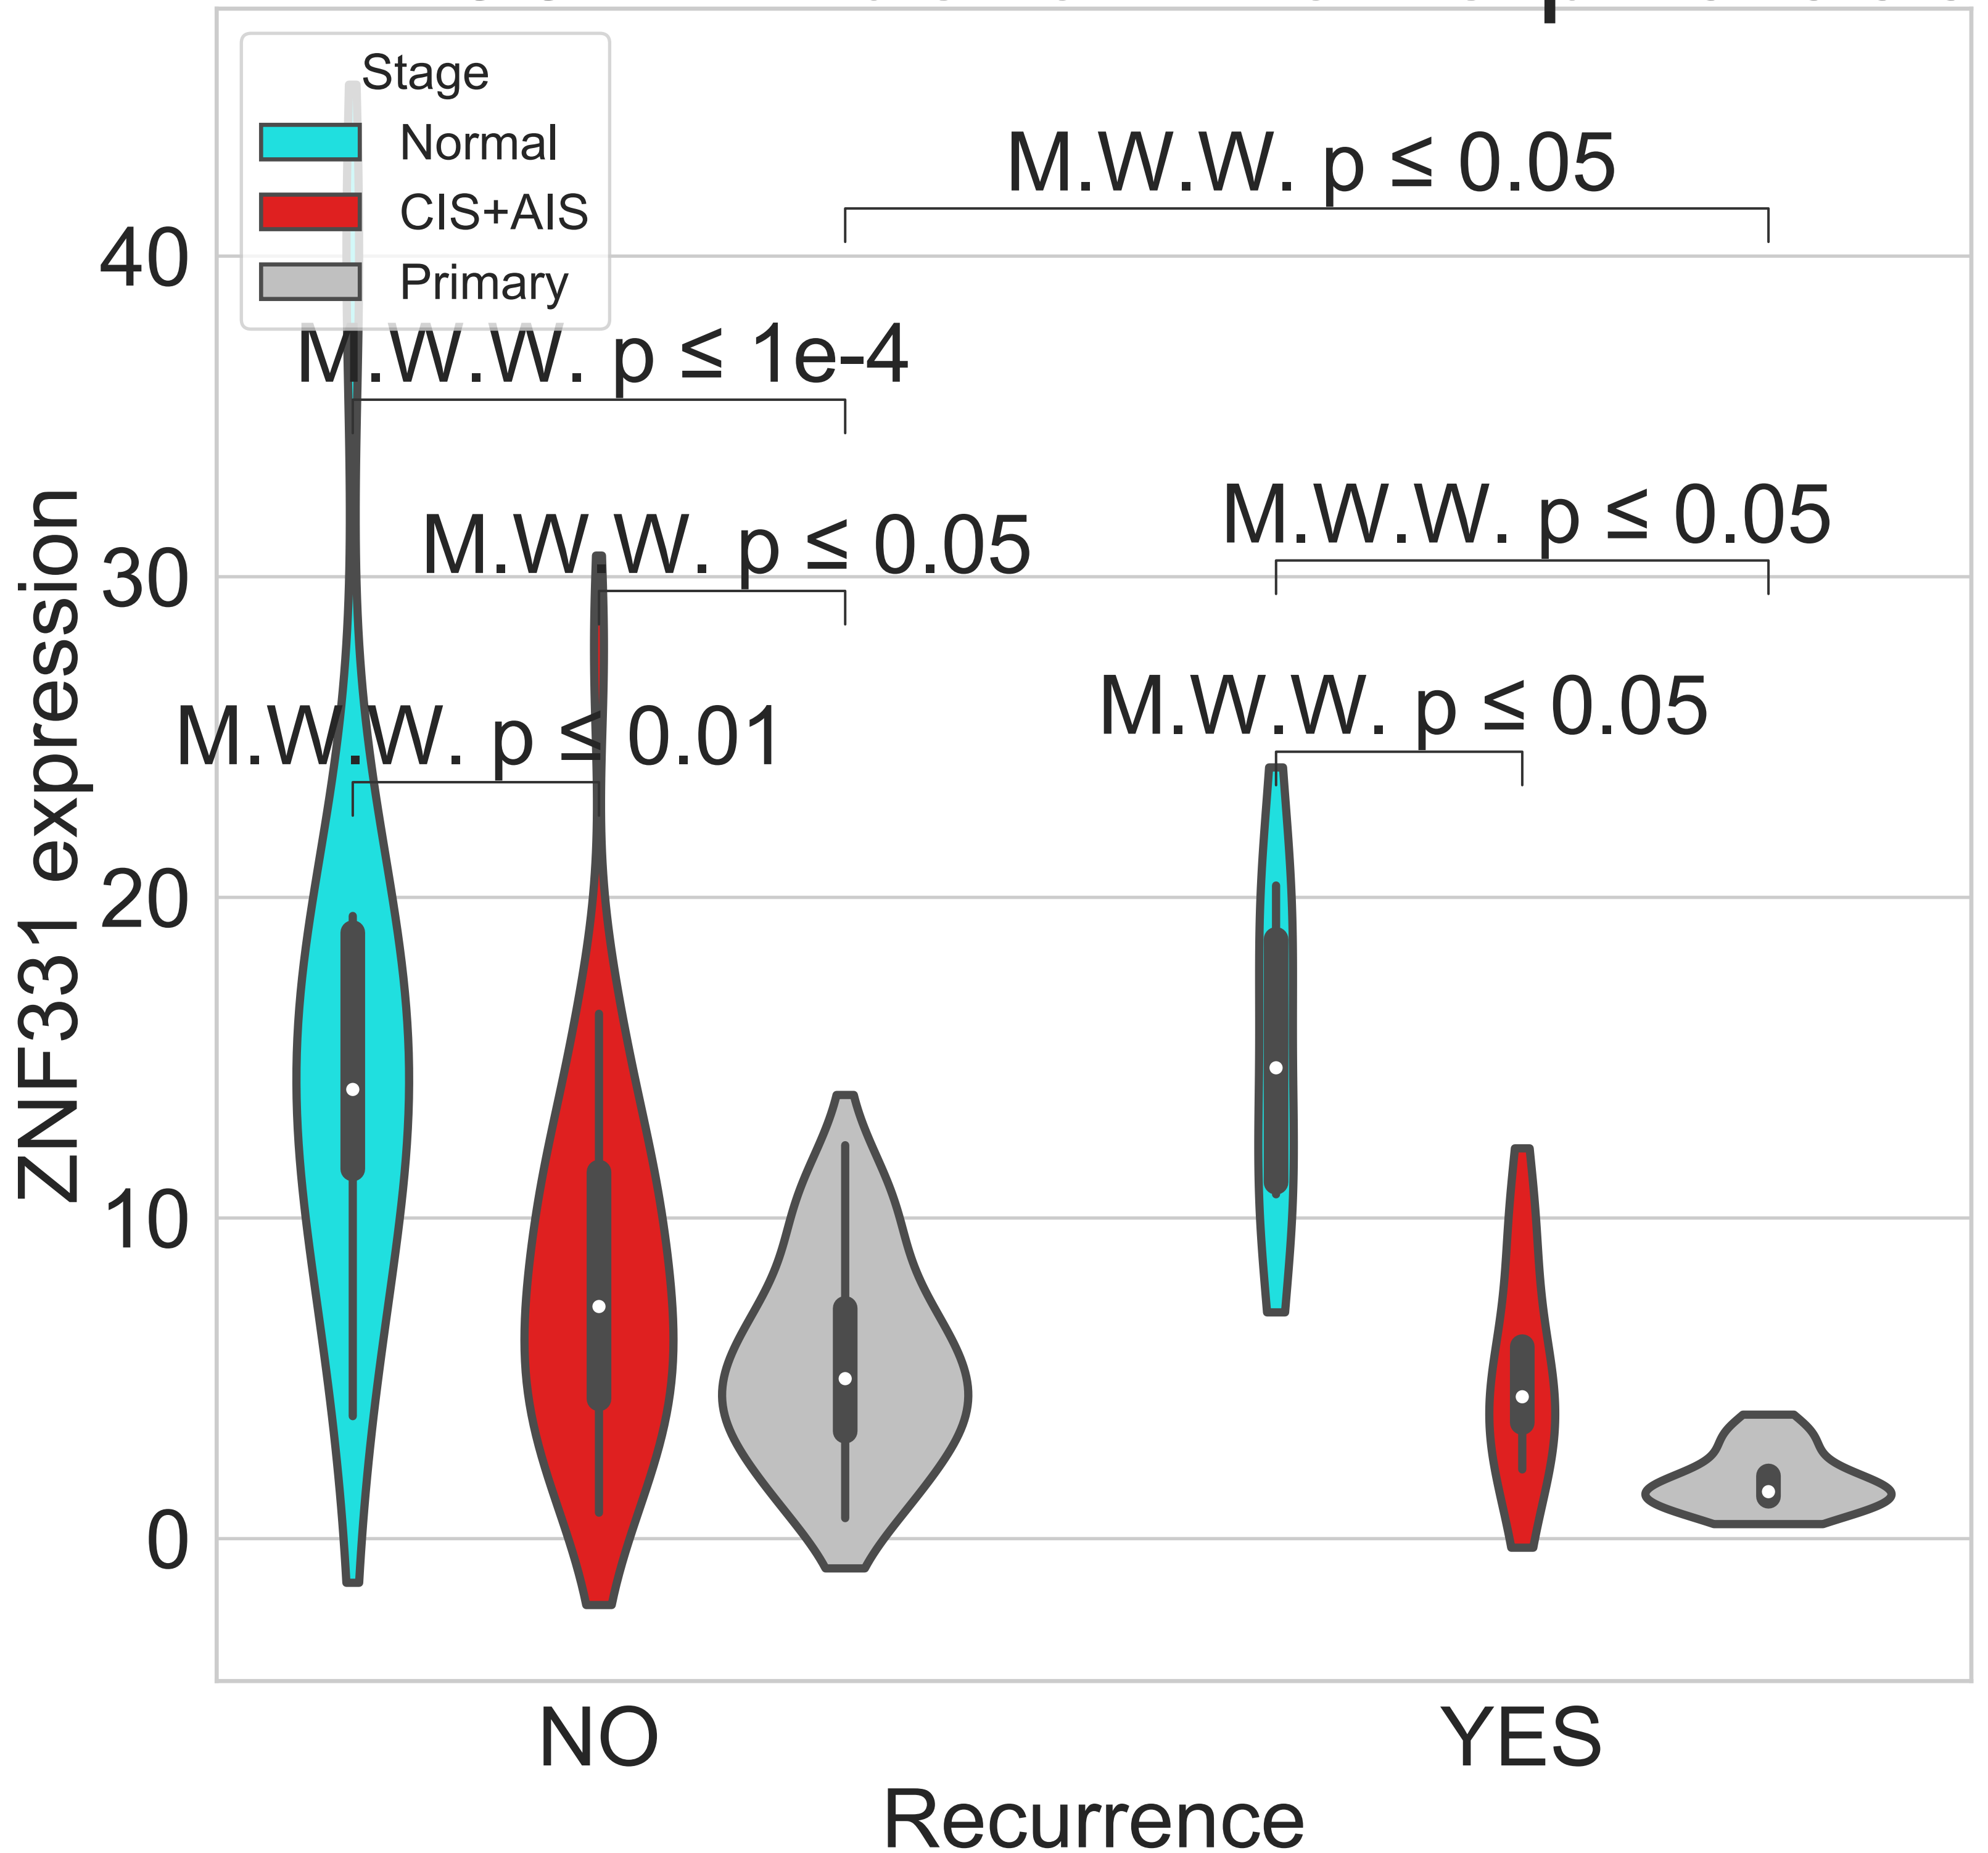 Stage
Normal
CIS+AIS
Primary
M.W.W. p ≤ 0.05
M.W.W. p ≤ 1e-4
M.W.W. p ≤ 0.05
M.W.W. p ≤ 0.05
M.W.W. p ≤ 0.01
M.W.W. p ≤ 0.05
40
30
20
10
0
ZNF331 expression
NO
YES
Recurrence